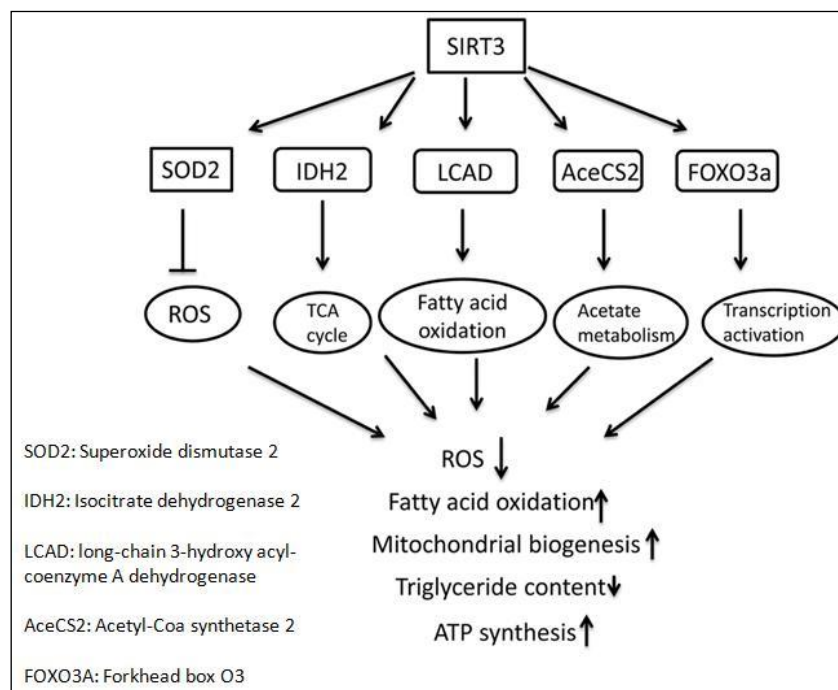 SIRT3
SOD2
IDH2
LCAD
AceCS2
FOXO3a
ROS
TCA
cycle
Fatty acid
oxidation
Acetate
metabolism
Transcription
activation
ROS
Fatty acid oxidation
Mitochondrial biogenesis
Triglyceride content
ATP synthesis
SOD2: Superoxide dismutase 2
IDH2: Isocitrate dehydrogenase 2
LCAD: long-chain 3-hydroxy acyl-
coenzyme A dehydrogenase
AceCS2: Acetyl-Coa synthetase 2
FOXO3A: Forkhead box O3